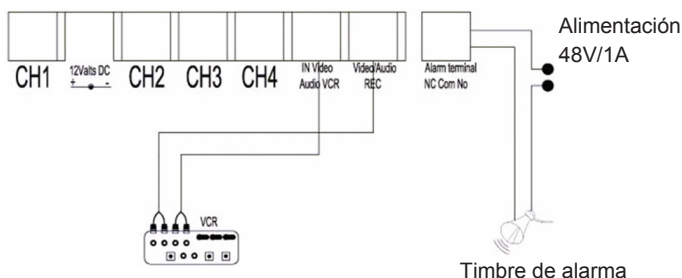 Alimentación
48V/1A
CH1
12Valts DC
+ -
CH2
CH3
CH4
IN Video
Audio VCR
Video/Audio
REC
Alarm terminal
NC Com No
VCR
Timbre de alarma